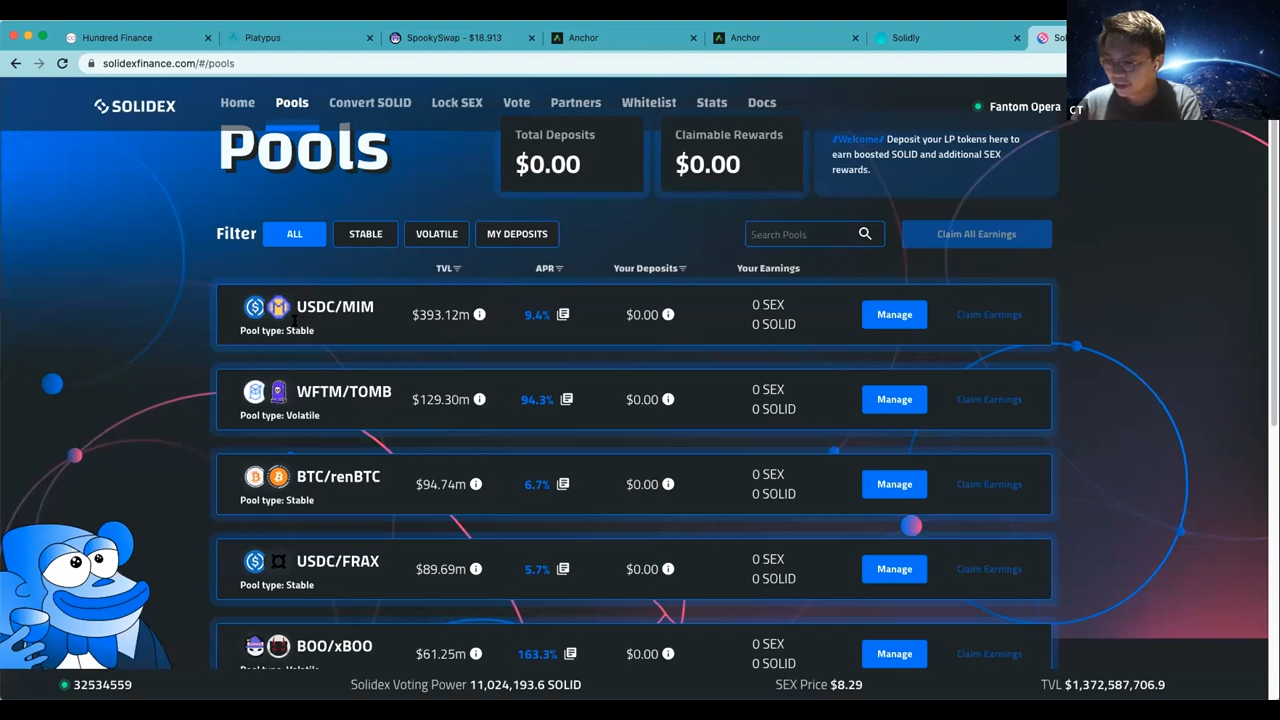 Hundred Finance
Platypus
SpookySwap - $18.913
Anchor
Anchor
Solidly
solidexfinance.com/#/pools
SOLIDEX
Home
Pools
Convert SOLID
Lock SEX
Vote
Partners
Whitelist
Stats
Docs
Fantom Opera
CT
Pools
Total Deposits
$0.00
Claimable Rewards
$0.00
/Welcome/ Deposit your LP tokens here to
earn boosted SOLID and additional SEX
rewards.
Filter
ALL
STABLE
VOLATILE
MY DEPOSITS
Search Pools
Claim All Earnings
TVL
APR
Your Deposits
Your Earnings
USDC/MIM
Pool type: Stable
$393.12m
9.4%
$0.00
0 SEX
0 SOLID
Manage
Claim Earnings
WFTM/TOMB
Pool type: Volatile
$129.30m
94.3%
$0.00
0 SEX
0 SOLID
Manage
Claim Earnings
BTC/renBTC
Pool type: Stable
$94.74m
6.7%
$0.00
0 SEX
0 SOLID
Manage
Claim Earnings
USDC/FRAX
Pool type: Stable
$89.69m
5.7%
$0.00
0 SEX
0 SOLID
Manage
Claim Earnings
BOO/xBOO
Pool type: Volatile
$61.25m
163.3%
$0.00
0 SEX
0 SOLID
Manage
Claim Earnings
32534559
Solidex Voting Power 11,024,193.6 SOLID
SEX Price $8.29
TVL $1,372,587,706.9